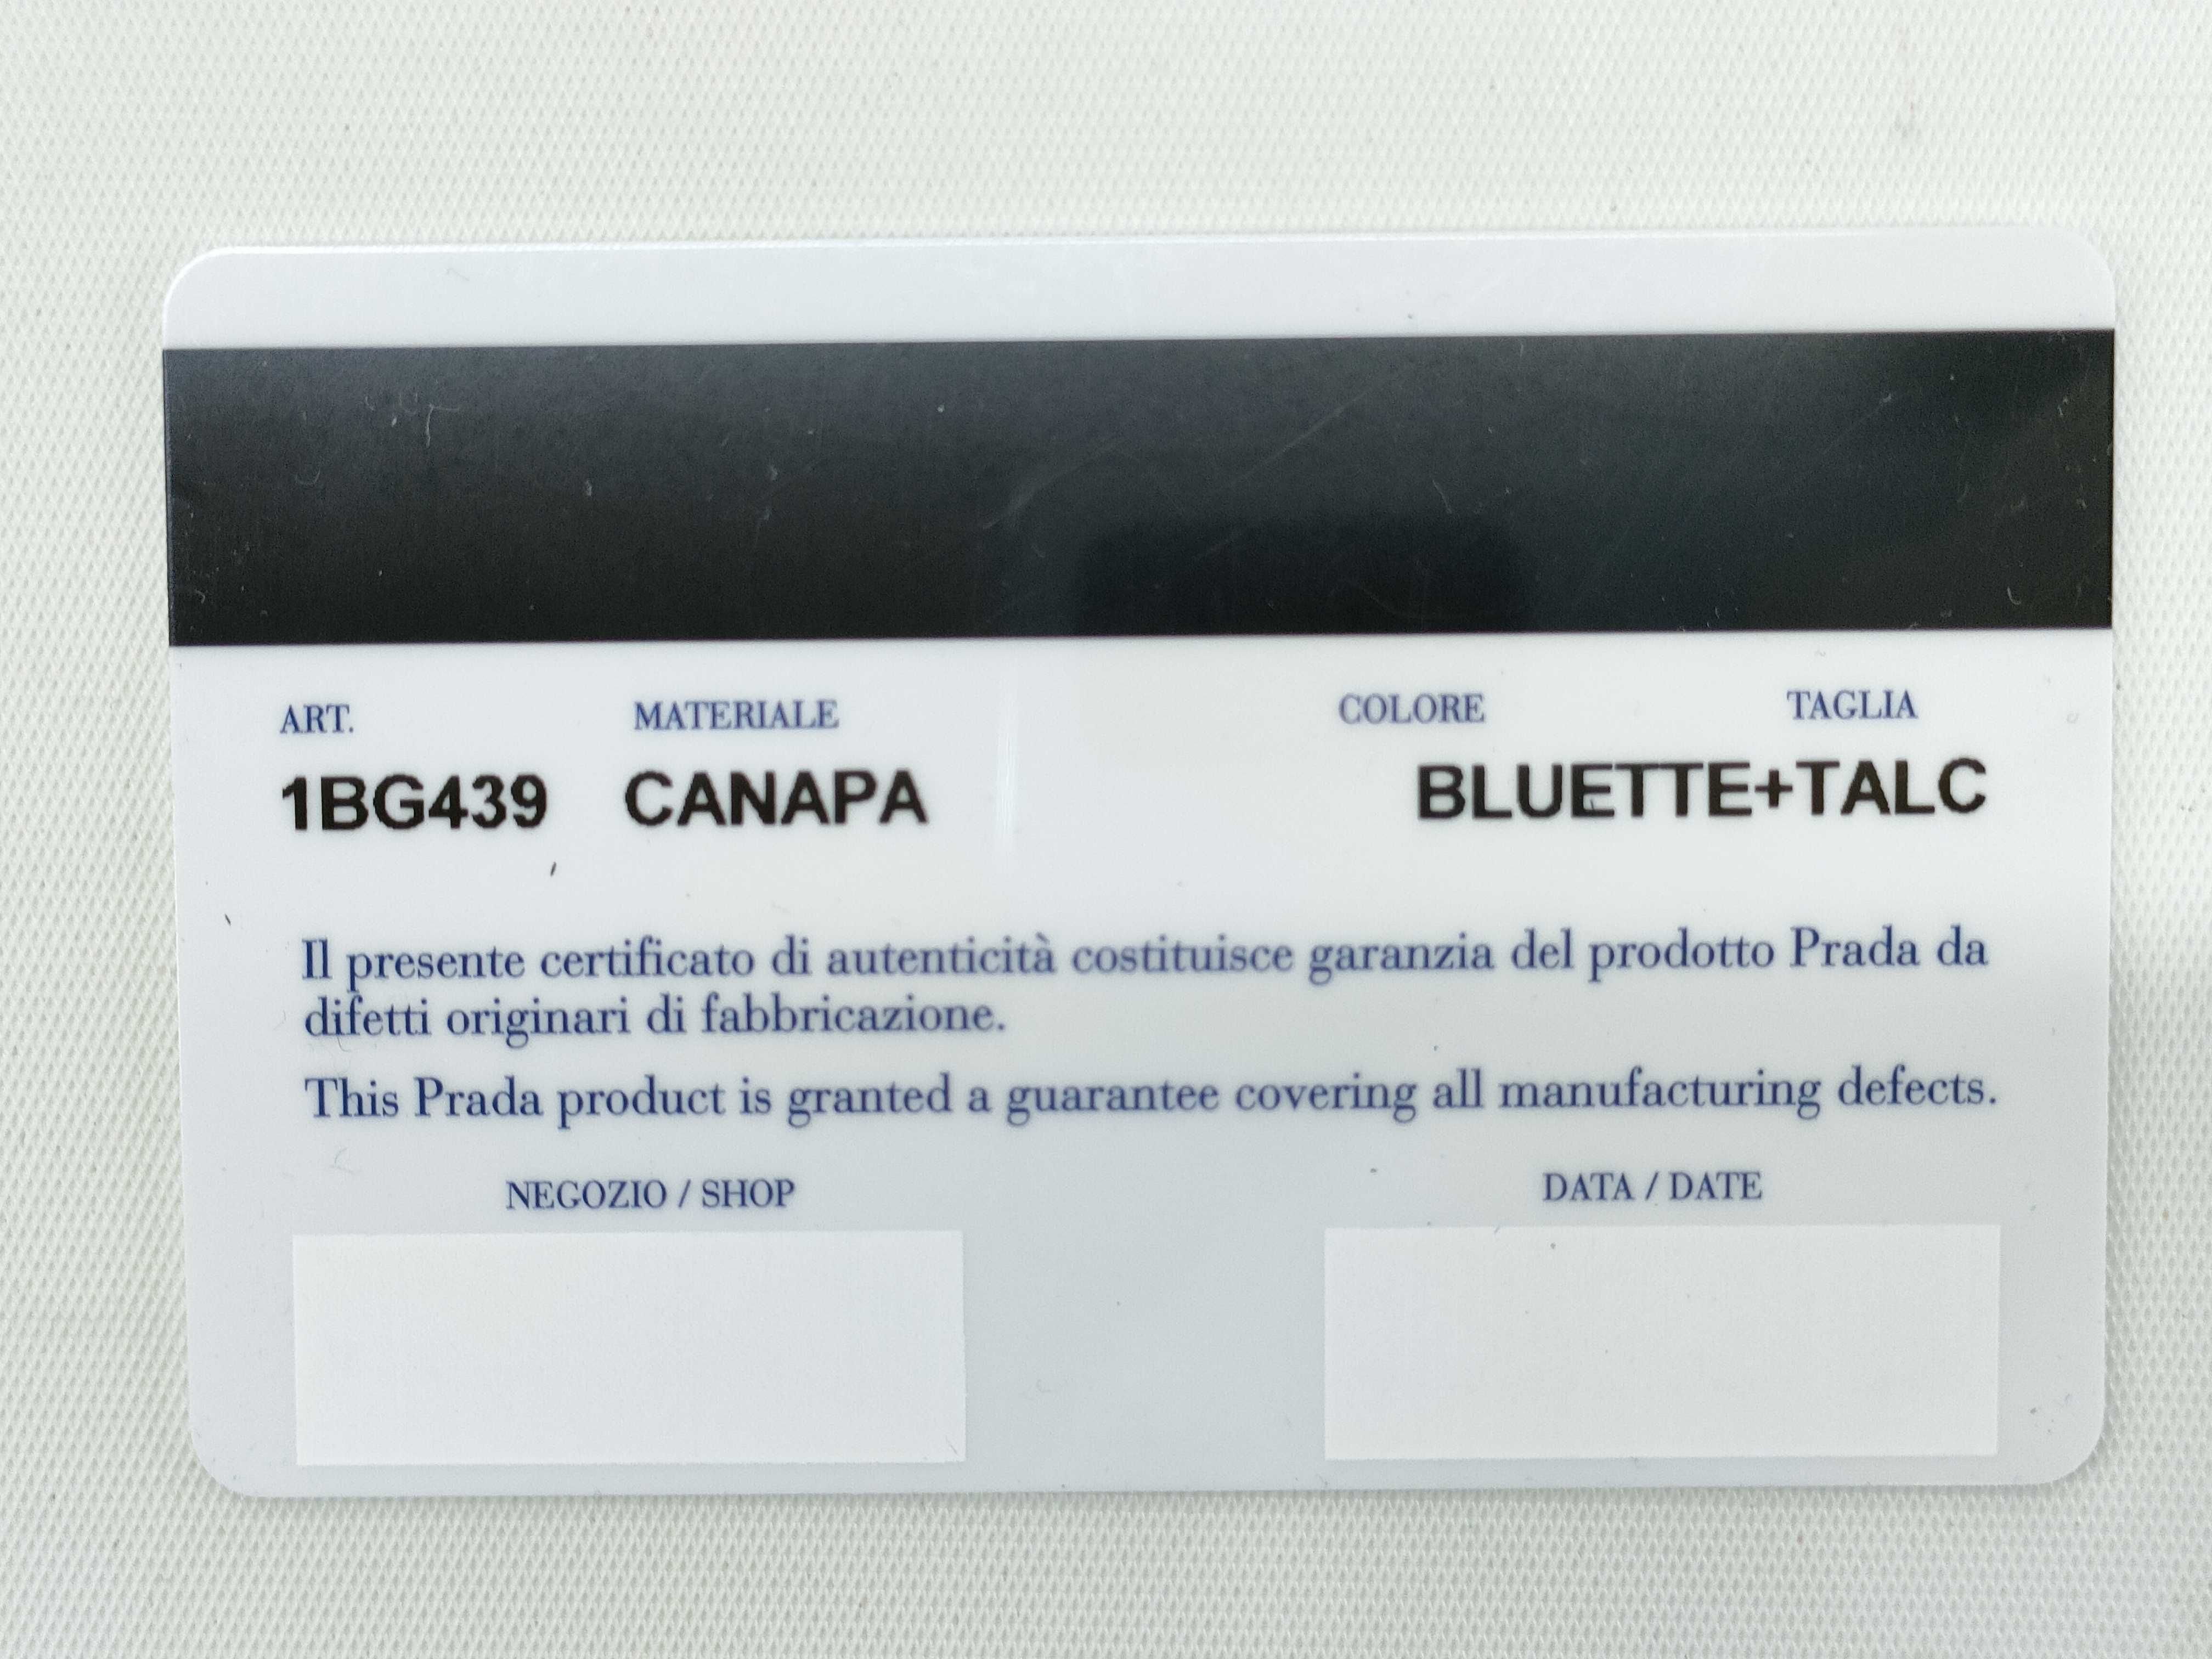 ART. MATERIALE COLORE TAGLIA
1BG439 CANAPA BLUETTE+TALC
Il presente certificato di autenticità costituisce garanzia del prodotto Prada da
difetti originari di fabbricazione.
This Prada product is granted a guarantee covering all manufacturing defects.
NEGOZIO / SHOP DATA / DATE